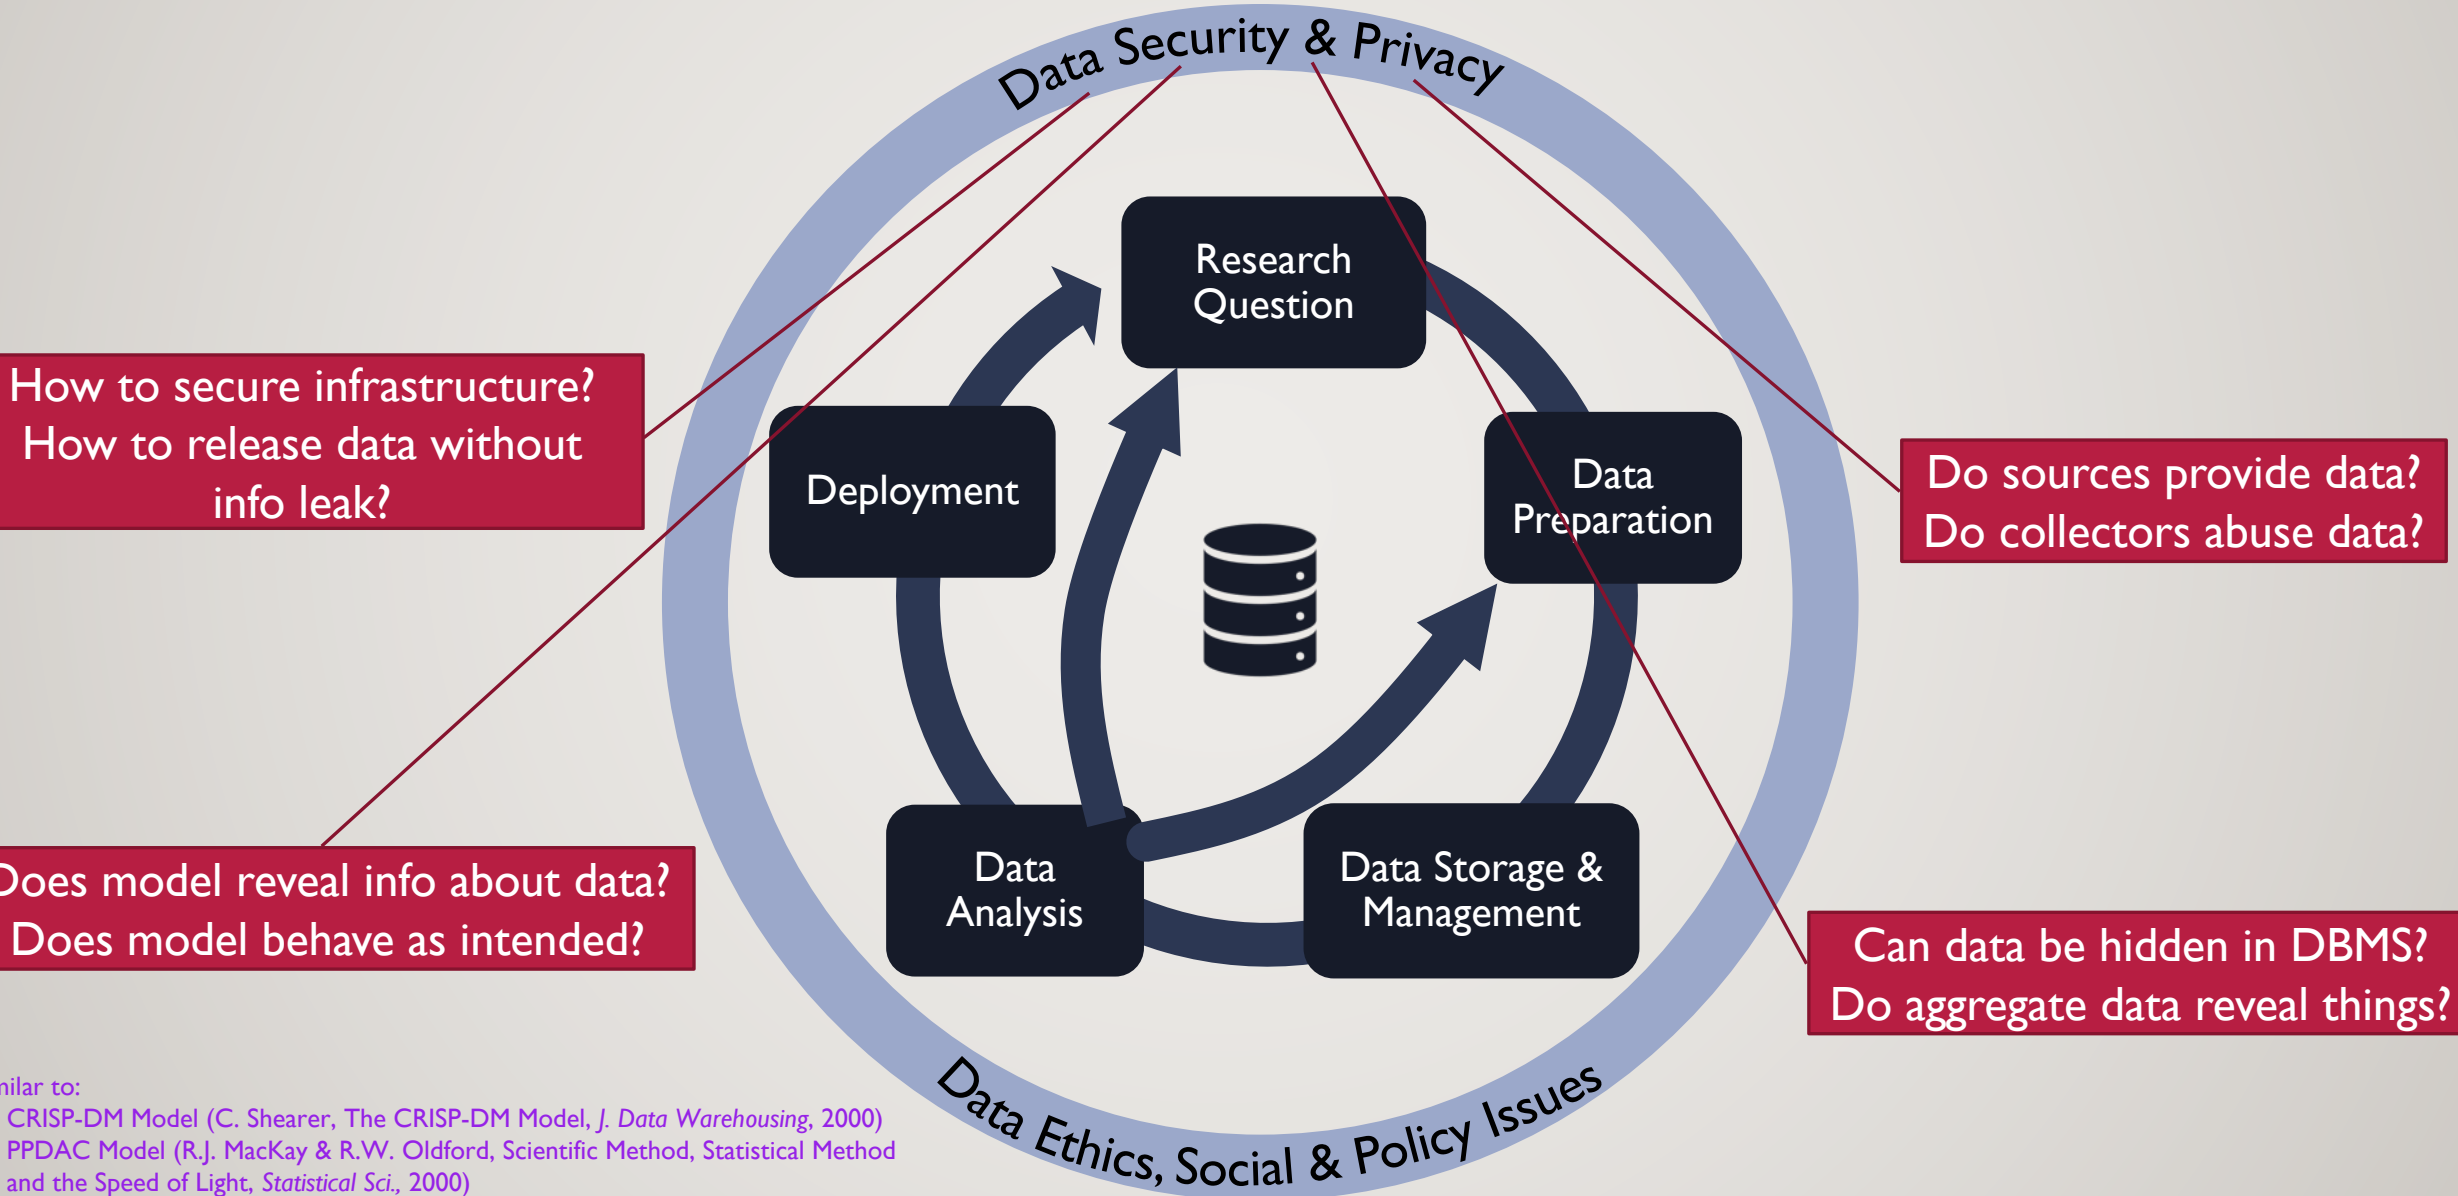 Data Security & Privacy
Research
Question
How to secure infrastructure?
How to release data without
info leak?
Deployment
Data
Preparation
Do sources provide data?
Do collectors abuse data?
Does model reveal info about data?
Does model behave as intended?
Data
Analysis
Data Storage &
Management
Can data be hidden in DBMS?
Do aggregate data reveal things?
Data Ethics, Social & Policy Issues
milar to:
CRISP-DM Model (C. Shearer, The CRISP-DM Model, J. Data Warehousing, 2000)
PPDAC Model (R.J. MacKay & R.W. Oldford, Scientific Method, Statistical Method
and the Speed of Light, Statistical Sci., 2000)